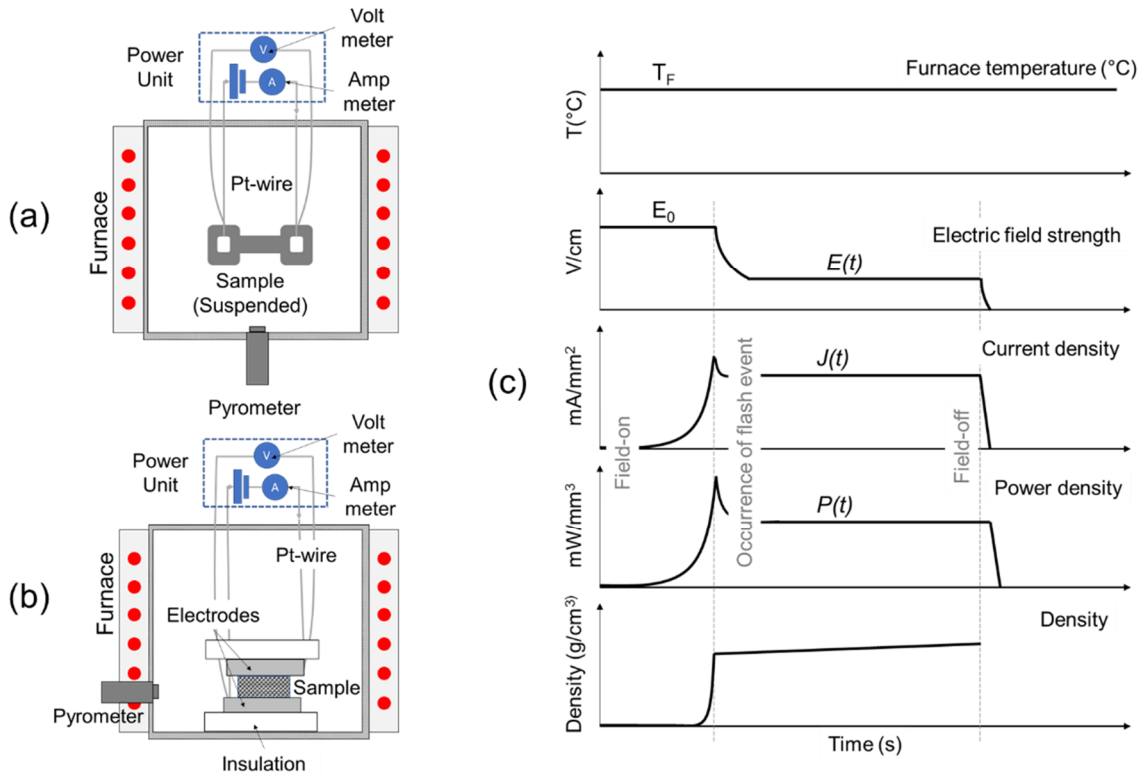 (a)
Power
Unit
Volt
meter
V
Amp
meter
A
Furnace
Pt-wire
Sample
(Suspended)
Pyrometer
(b)
Power
Unit
Volt
meter
V
Amp
meter
A
Furnace
Pt-wire
Electrodes
Sample
Pyrometer
Insulation
(c)
T(°C)
T_F
Furnace temperature (°C)
V/cm
E_0
Electric field strength
E(t)
mA/mm2
Current density
J(t)
Field-on
Occurrence of flash event
Field-off
mW/mm3
Power density
P(t)
Density (g/cm³)
Density
Time (s)